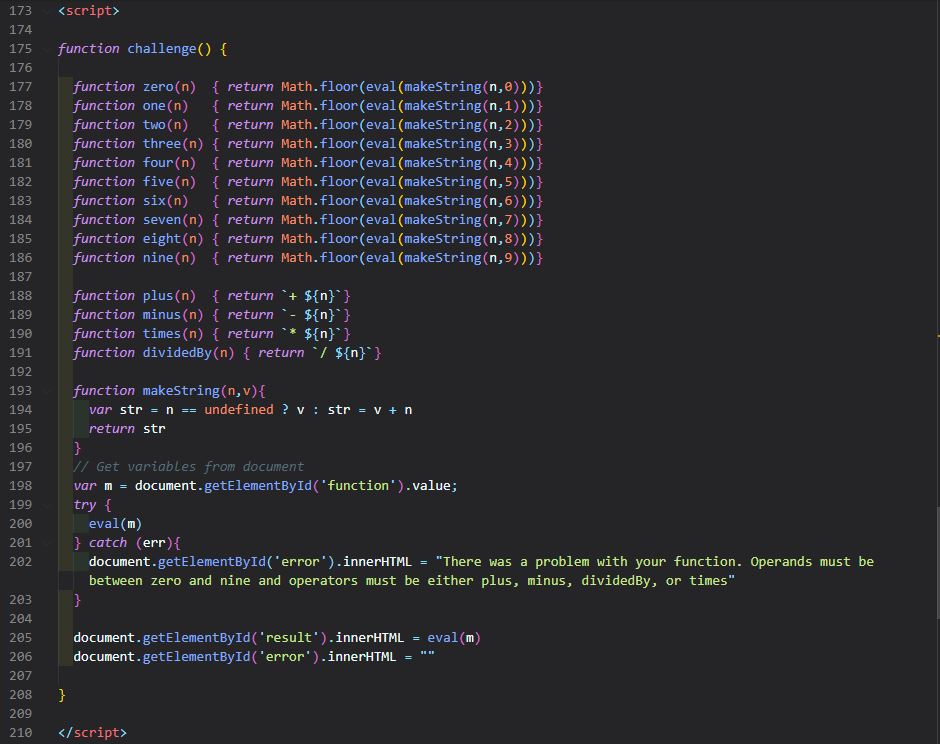 173 <script>
174
175 function challenge() {
176
177 function zero(n)  { return Math.floor(eval(makeString(n,0)))}
178 function one(n)   { return Math.floor(eval(makeString(n,1)))}
179 function two(n)   { return Math.floor(eval(makeString(n,2)))}
180 function three(n) { return Math.floor(eval(makeString(n,3)))}
181 function four(n)  { return Math.floor(eval(makeString(n,4)))}
182 function five(n)  { return Math.floor(eval(makeString(n,5)))}
183 function six(n)   { return Math.floor(eval(makeString(n,6)))}
184 function seven(n) { return Math.floor(eval(makeString(n,7)))}
185 function eight(n) { return Math.floor(eval(makeString(n,8)))}
186 function nine(n)  { return Math.floor(eval(makeString(n,9)))}
187
188 function plus(n)  { return `+ ${n}`}
189 function minus(n) { return `- ${n}`}
190 function times(n) { return `* ${n}`}
191 function dividedBy(n) { return `/ ${n}`}
192
193 function makeString(n,v){
194 var str = n == undefined ? v : str = v + n
195 return str
196 }
197 // Get variables from document
198 var m = document.getElementById('function').value;
199 try {
200 eval(m)
201 } catch (err){
202 document.getElementById('error').innerHTML = "There was a problem with your function. Operands must be
between zero and nine and operators must be either plus, minus, dividedBy, or times"
203 }
204
205 document.getElementById('result').innerHTML = eval(m)
206 document.getElementById('error').innerHTML = ""
207
208 }
209
210 </script>